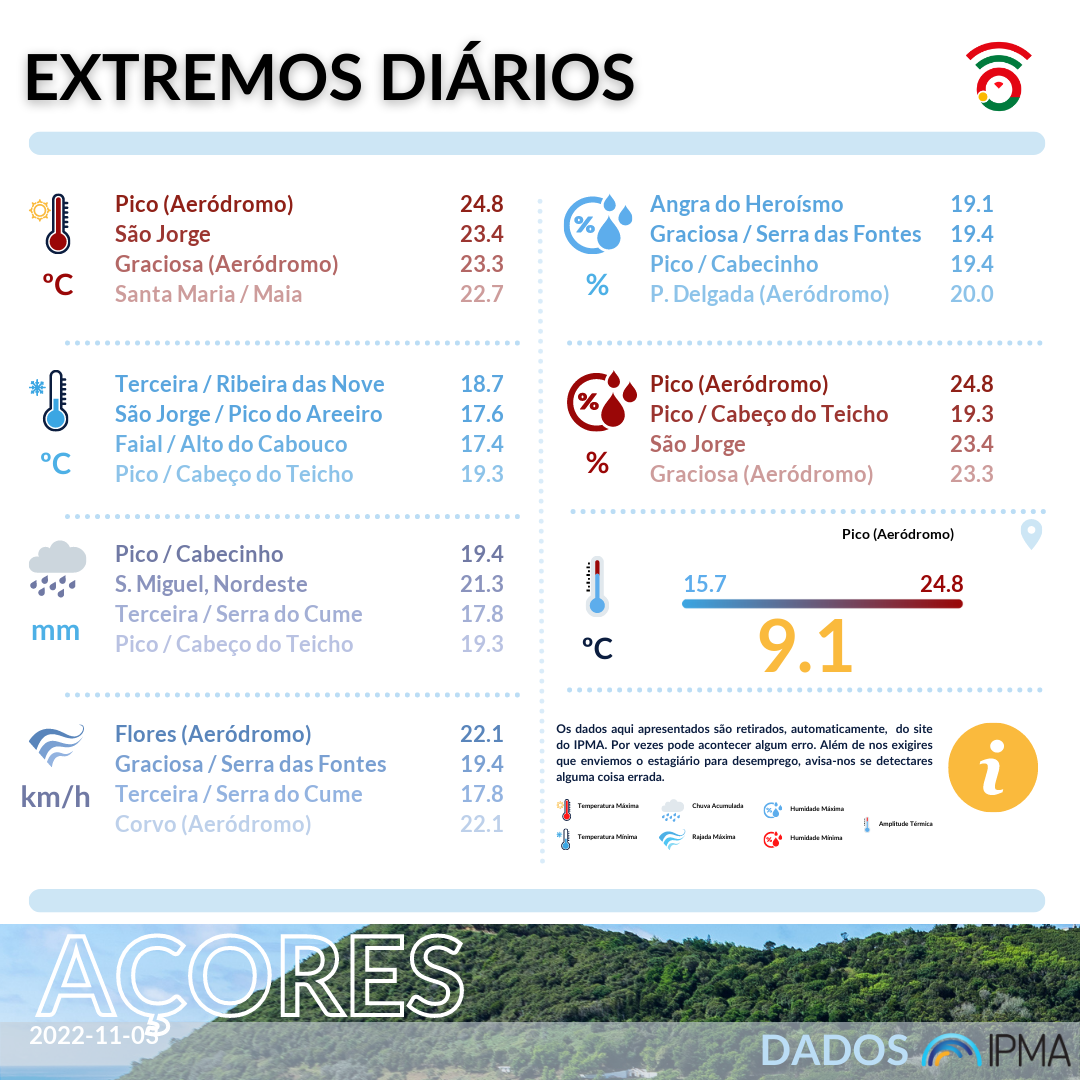 EXTREMOS DIÁRIOS
ºC
Pico (Aeródromo) 24.8
São Jorge 23.4
Graciosa (Aeródromo) 23.3
Santa Maria / Maia 22.7
ºC
Terceira / Ribeira das Nove 18.7
São Jorge / Pico do Areeiro 17.6
Faial / Alto do Cabouco 17.4
Pico / Cabeço do Teicho 19.3
mm
Pico / Cabecinho 19.4
S. Miguel, Nordeste 21.3
Terceira / Serra do Cume 17.8
Pico / Cabeço do Teicho 19.3
km/h
Flores (Aeródromo) 22.1
Graciosa / Serra das Fontes 19.4
Terceira / Serra do Cume 17.8
Corvo (Aeródromo) 22.1
%
%
Angra do Heroísmo 19.1
Graciosa / Serra das Fontes 19.4
Pico / Cabecinho 19.4
P. Delgada (Aeródromo) 20.0
%
%
Pico (Aeródromo) 24.8
Pico / Cabeço do Teicho 19.3
São Jorge 23.4
Graciosa (Aeródromo) 23.3
Pico (Aeródromo)
15.7 24.8
ºC
9.1
Os dados aqui apresentados são retirados, automaticamente, do site
do IPMA. Por vezes pode acontecer algum erro. Além de nos exigires
que enviemos o estagiário para desemprego, avisa-nos se detectares
alguma coisa errada.
i
Temperatura Máxima
Chuva Acumulada
Humidade Máxima
Amplitude Térmica
Temperatura Mínima
Rajada Máxima
Humidade Mínima
AÇORES
2022-11-05
DADOS IPMA